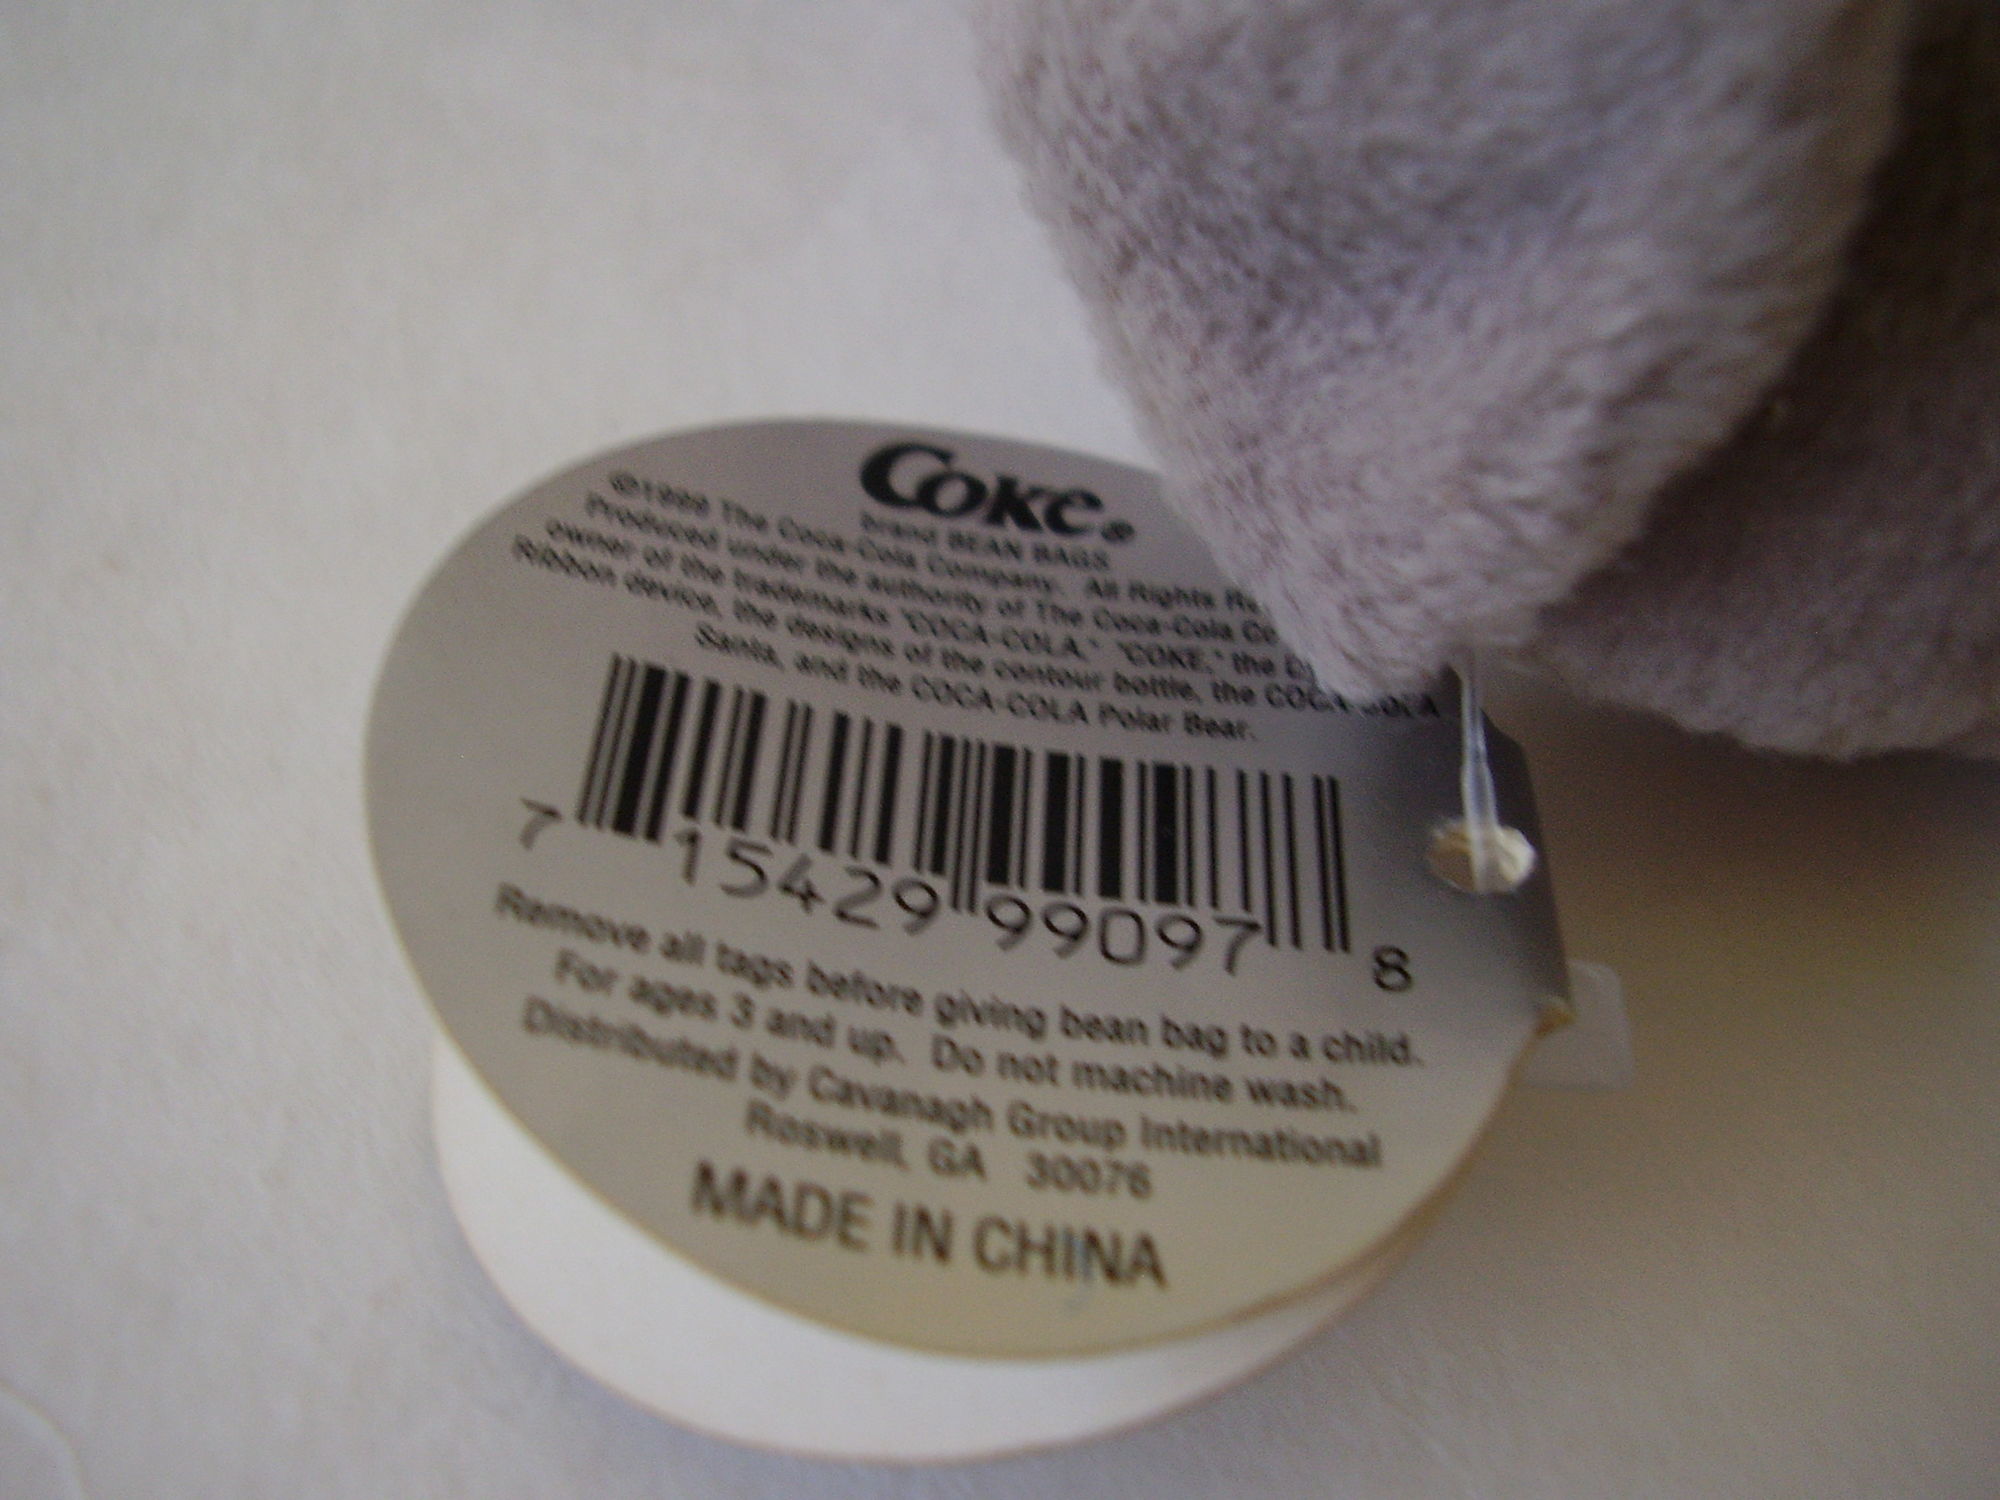 Coke®
brand BEAN BAGS
©1998 The Coca-Cola Company. All Rights
Produced under the authority of The Coca-Cola
owner of the trademarks "COCA-COLA," "COKE," the
Ribbon device, the designs of the contour bottle, the COCA-COLA
Santa, and the COCA-COLA Polar Bear.
7 15429 99097 8
Remove all tags before giving bean bag to a child.
For ages 3 and up. Do not machine wash.
Distributed by Cavanagh Group International
Roswell, GA 30076
MADE IN CHINA